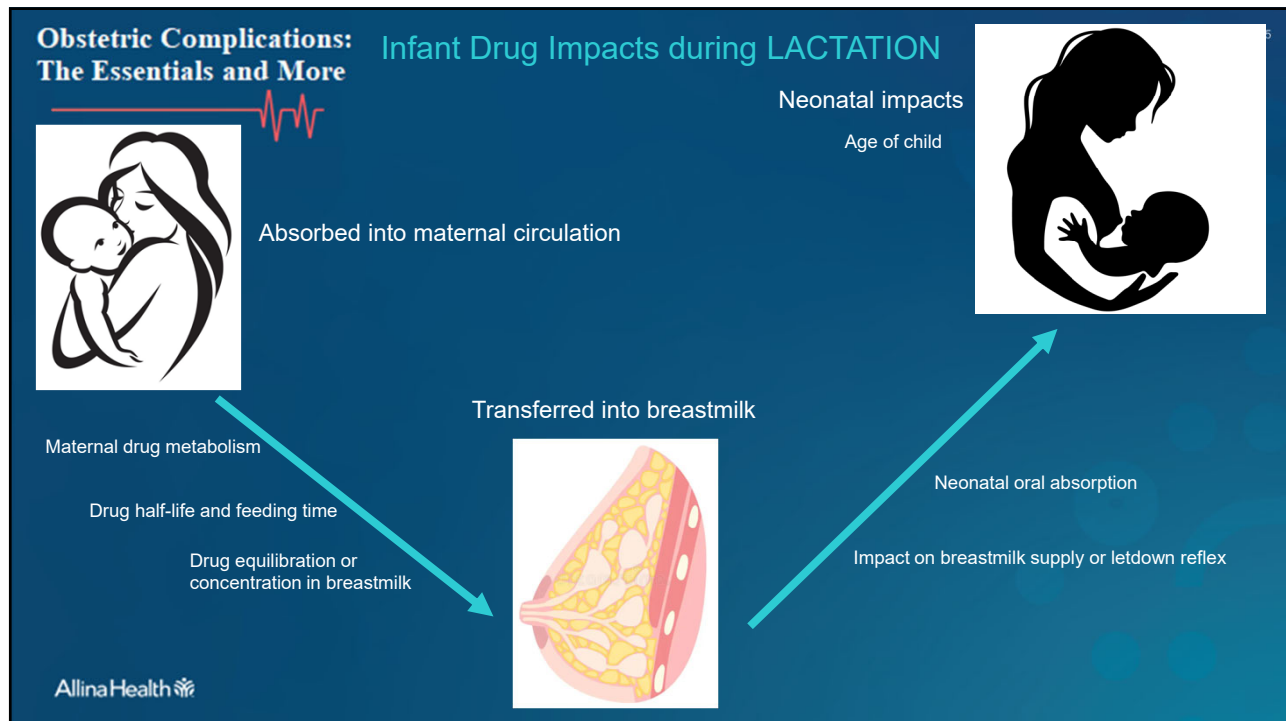 Obstetric Complications:
The Essentials and More
Infant Drug Impacts during LACTATION
5
Neonatal impacts
Age of child
Absorbed into maternal circulation
Transferred into breastmilk
Maternal drug metabolism
Drug half-life and feeding time
Drug equilibration or
concentration in breastmilk
Neonatal oral absorption
Impact on breastmilk supply or letdown reflex
AllinaHealth